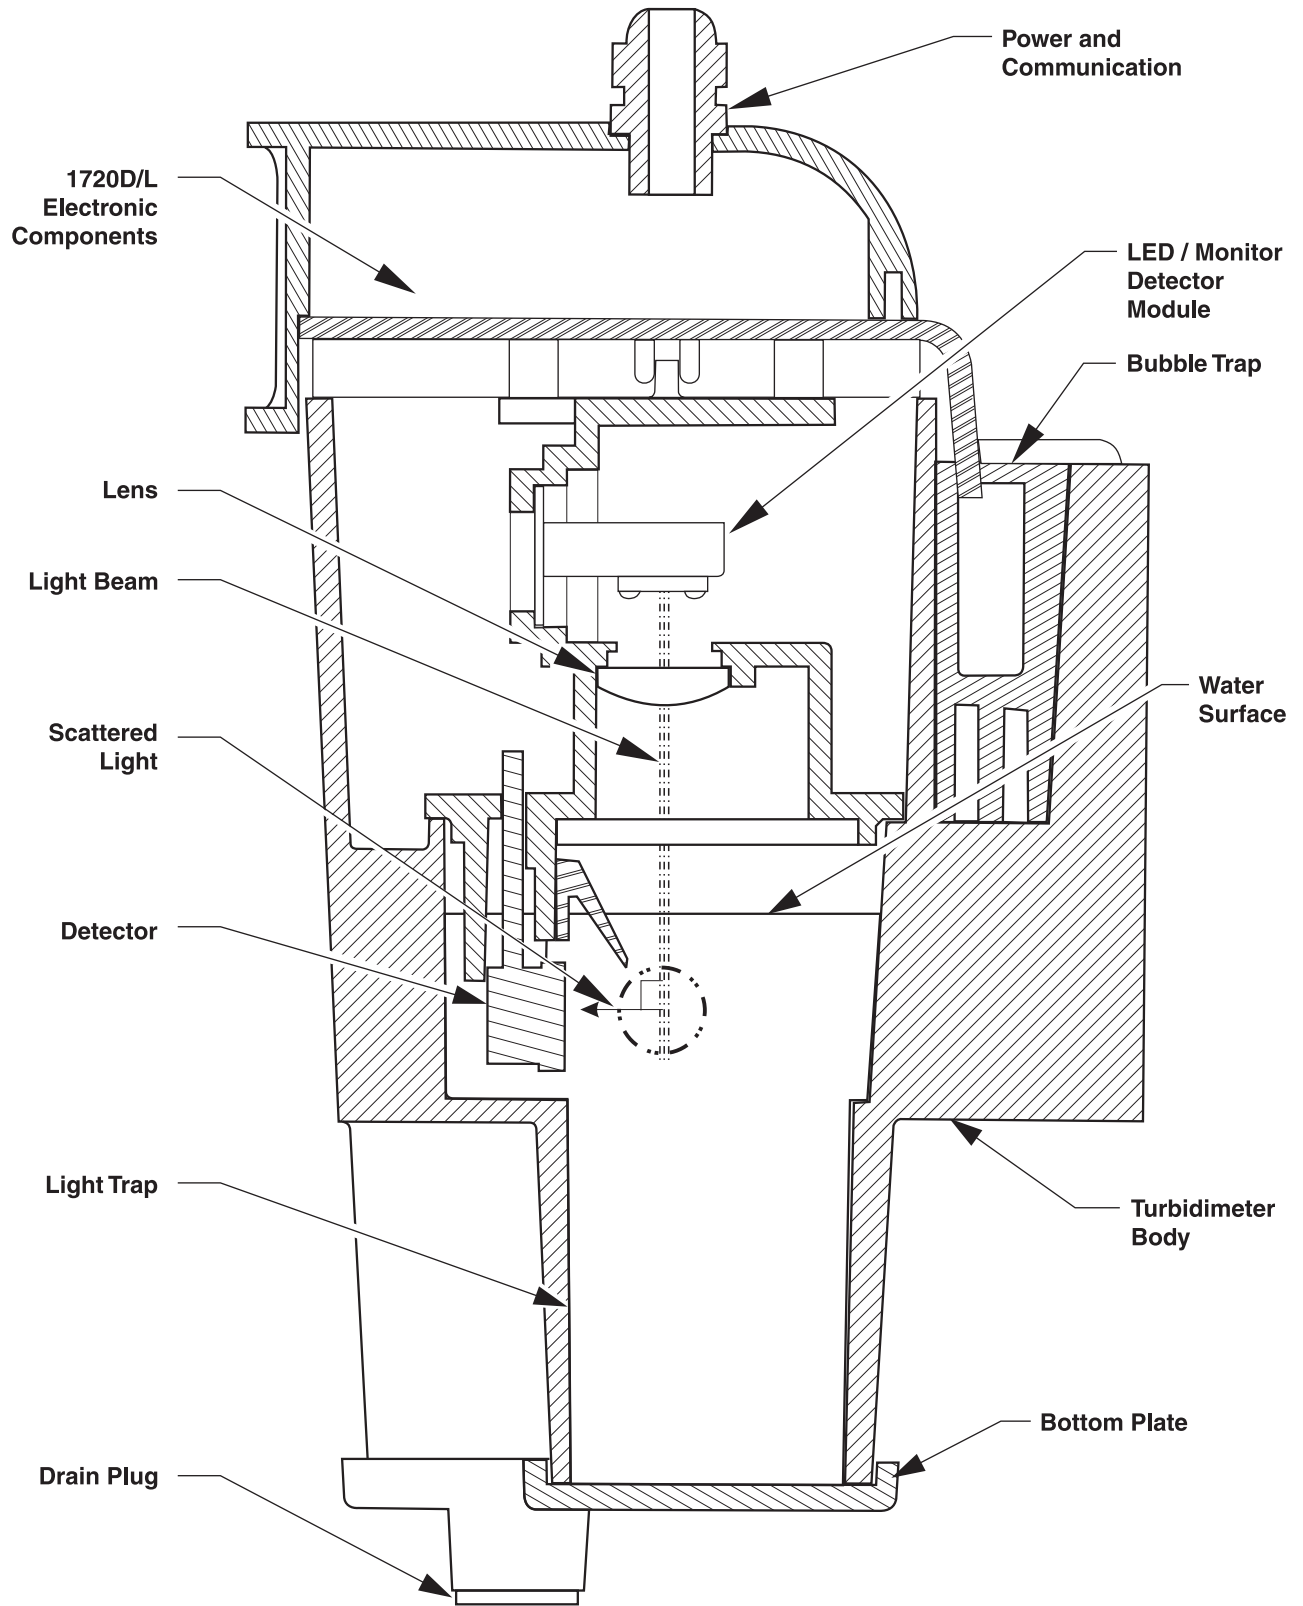 Power and
Communication
1720D/L
Electronic
Components
LED / Monitor
Detector
Module
Bubble Trap
Lens
Light Beam
Water
Surface
Scattered
Light
Detector
Light Trap
Turbidimeter
Body
Bottom Plate
Drain Plug